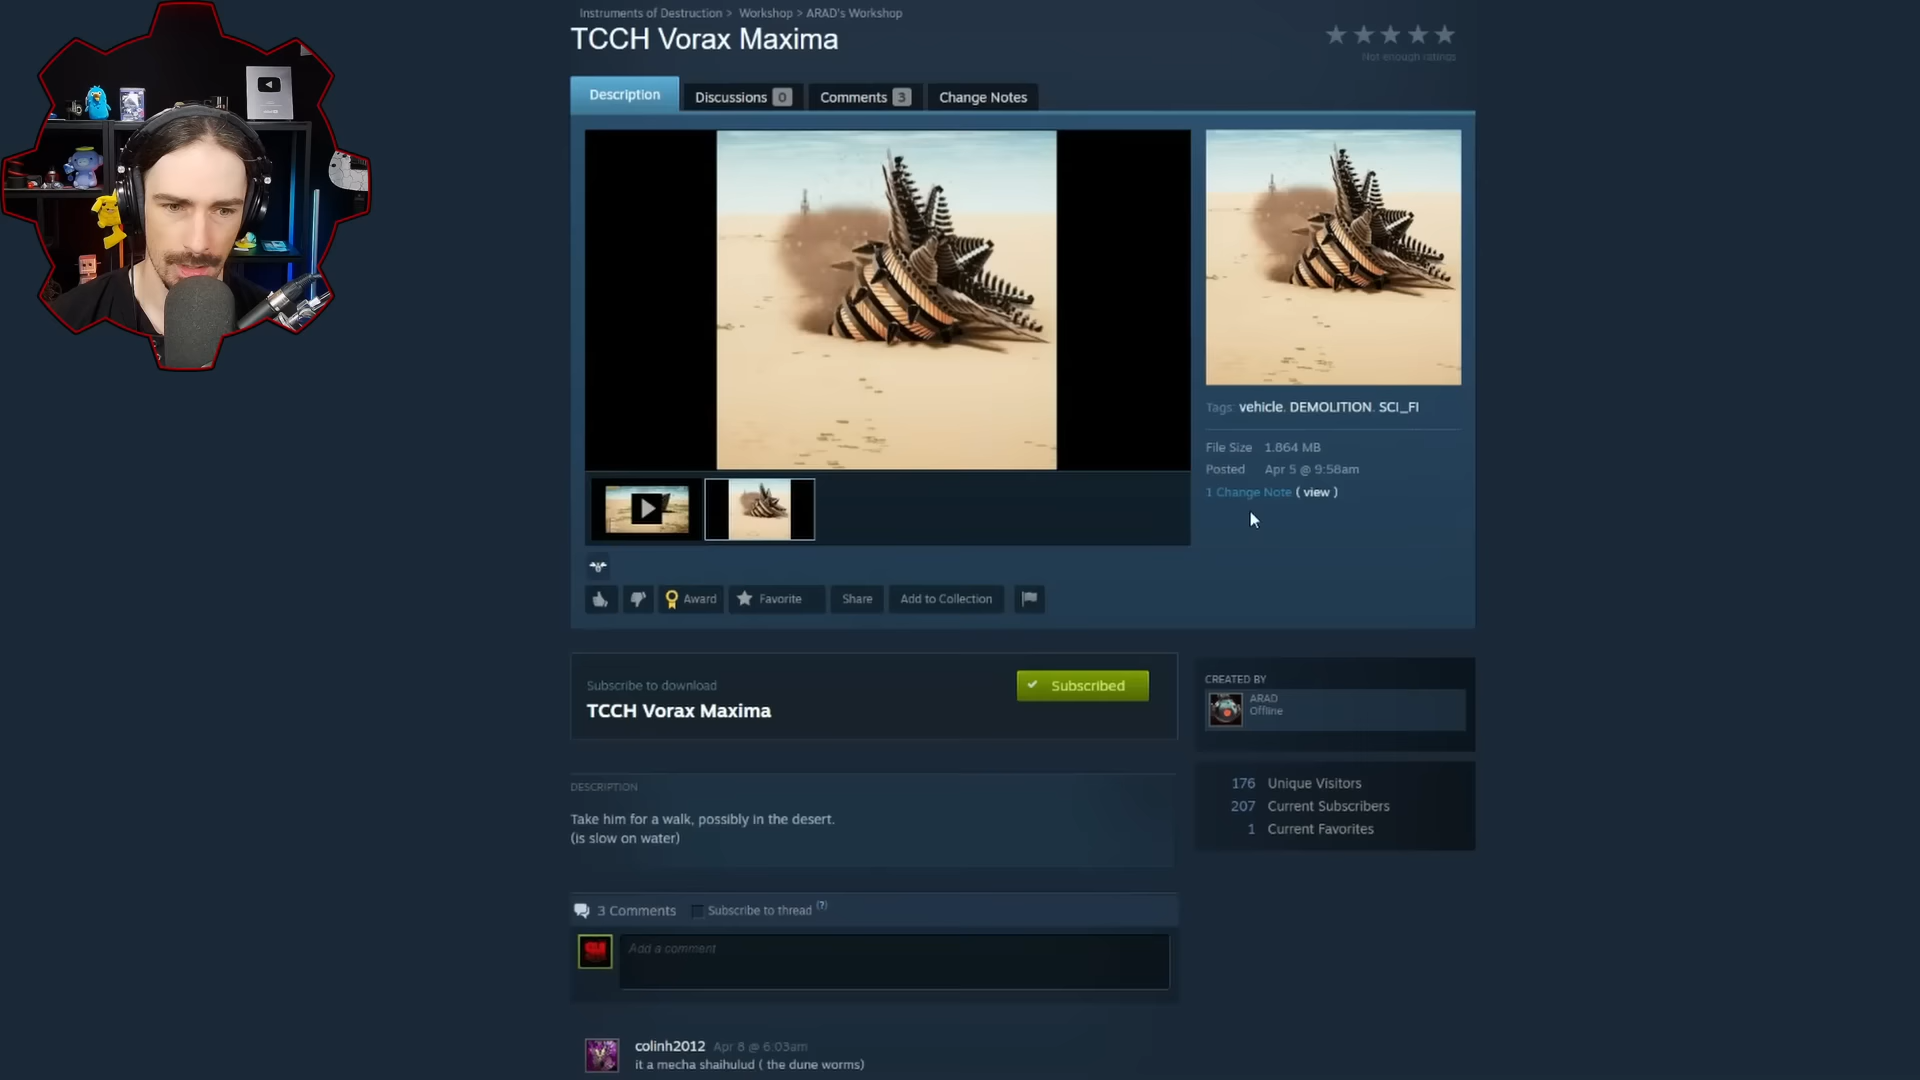 Instruments of Destruction > Workshop > ARAD's Workshop
TCCH Vorax Maxima
Not enough ratings
Description
Discussions 0
Comments 3
Change Notes
Tags: vehicle, DEMOLITION, SCI_FI
File Size 1.864 MB
Posted Apr 5 @ 9:58am
1 Change Note ( view )
Award
Favorite
Share
Add to Collection
Subscribe to download
TCCH Vorax Maxima
Subscribed
CREATED BY
ARAD
Offline
176 Unique Visitors
207 Current Subscribers
1 Current Favorites
DESCRIPTION
Take him for a walk, possibly in the desert.
(is slow on water)
3 Comments
Subscribe to thread (?)
Add a comment
colinh2012 Apr 8 @ 6:03am
it a mecha shaihulud ( the dune worms)